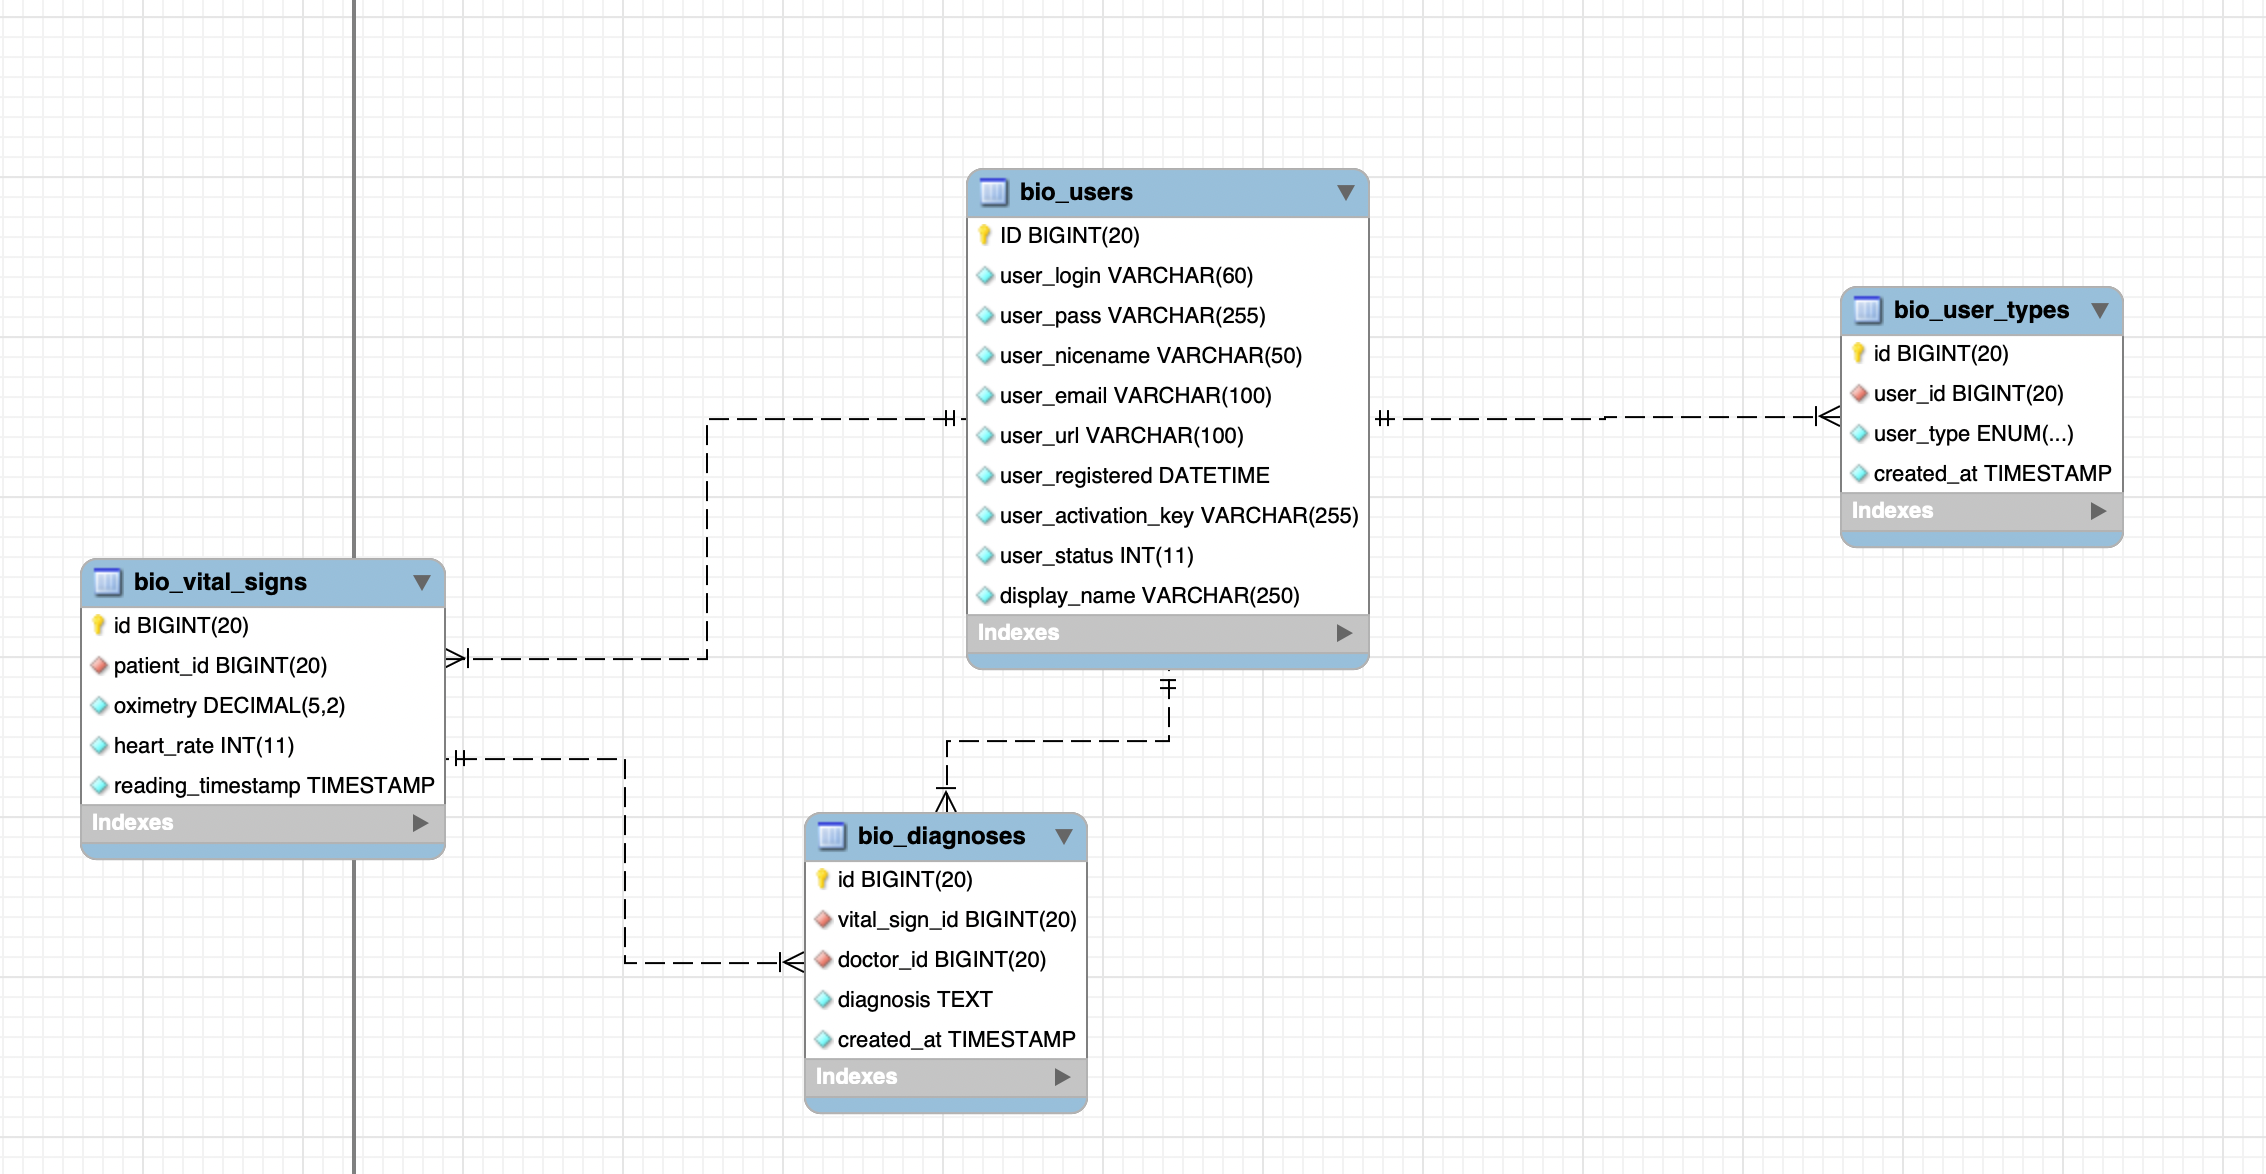 bio_users
ID BIGINT(20)
user_login VARCHAR(60)
user_pass VARCHAR(255)
user_nicename VARCHAR(50)
user_email VARCHAR(100)
user_url VARCHAR(100)
user_registered DATETIME
user_activation_key VARCHAR(255)
user_status INT(11)
display_name VARCHAR(250)
Indexes
bio_user_types
id BIGINT(20)
user_id BIGINT(20)
user_type ENUM(...)
created_at TIMESTAMP
Indexes
bio_vital_signs
id BIGINT(20)
patient_id BIGINT(20)
oximetry DECIMAL(5,2)
heart_rate INT(11)
reading_timestamp TIMESTAMP
Indexes
bio_diagnoses
id BIGINT(20)
vital_sign_id BIGINT(20)
doctor_id BIGINT(20)
diagnosis TEXT
created_at TIMESTAMP
Indexes